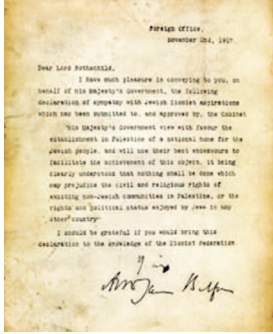 Foreign Office,
November 2nd, 1917.
Dear Lord Rothschild,
I have much pleasure in conveying to you, on
behalf of His Majesty's Government, the following
declaration of sympathy with Jewish Zionist aspirations
which has been submitted to, and approved by, the Cabinet
"His Majesty's Government view with favour the
establishment in Palestine of a national home for the
Jewish people, and will use their best endeavours to
facilitate the achievement of this object, it being
clearly understood that nothing shall be done which
may prejudice the civil and religious rights of
existing non-Jewish communities in Palestine, or the
rights and political status enjoyed by Jews in any
other country"
I should be grateful if you would bring this
declaration to the knowledge of the Zionist Federation.